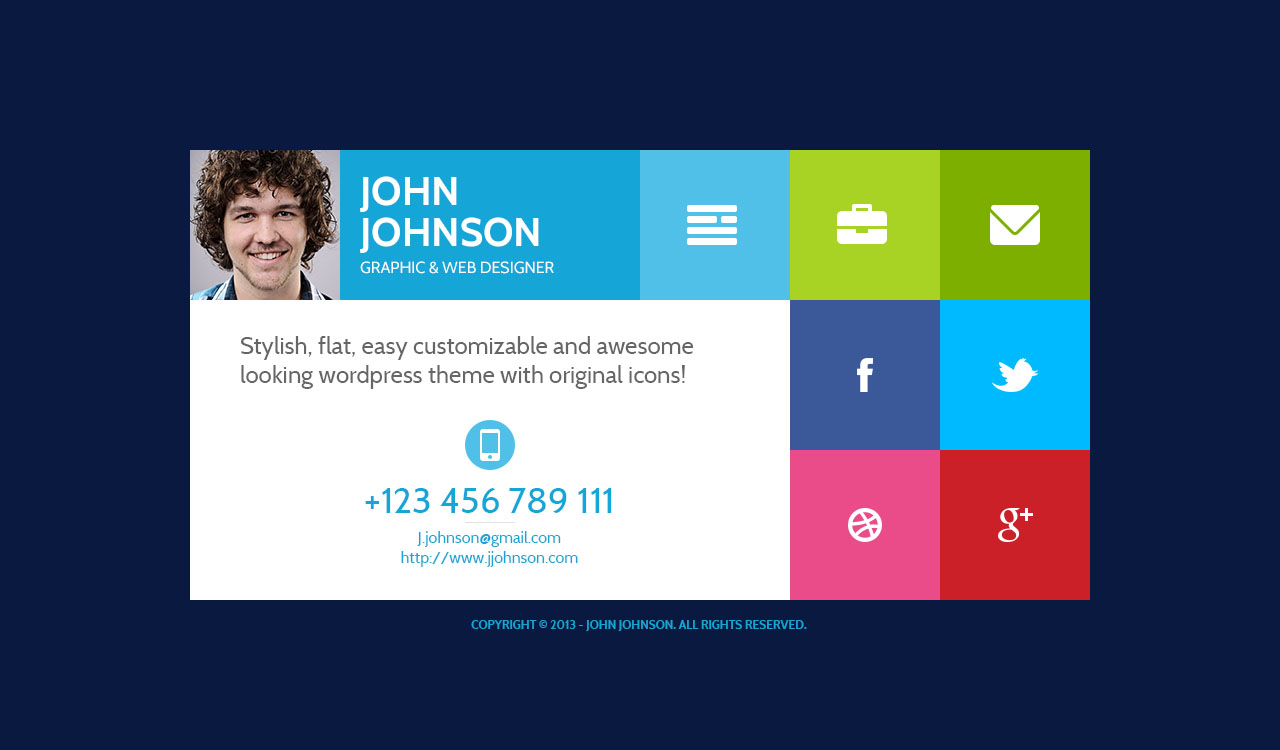 JOHN
JOHNSON
GRAPHIC & WEB DESIGNER
Stylish, flat, easy customizable and awesome
looking wordpress theme with original icons!
+123 456 789 111
J.johnson@gmail.com
http://www.jjohnson.com
COPYRIGHT © 2013 - JOHN JOHNSON. ALL RIGHTS RESERVED.